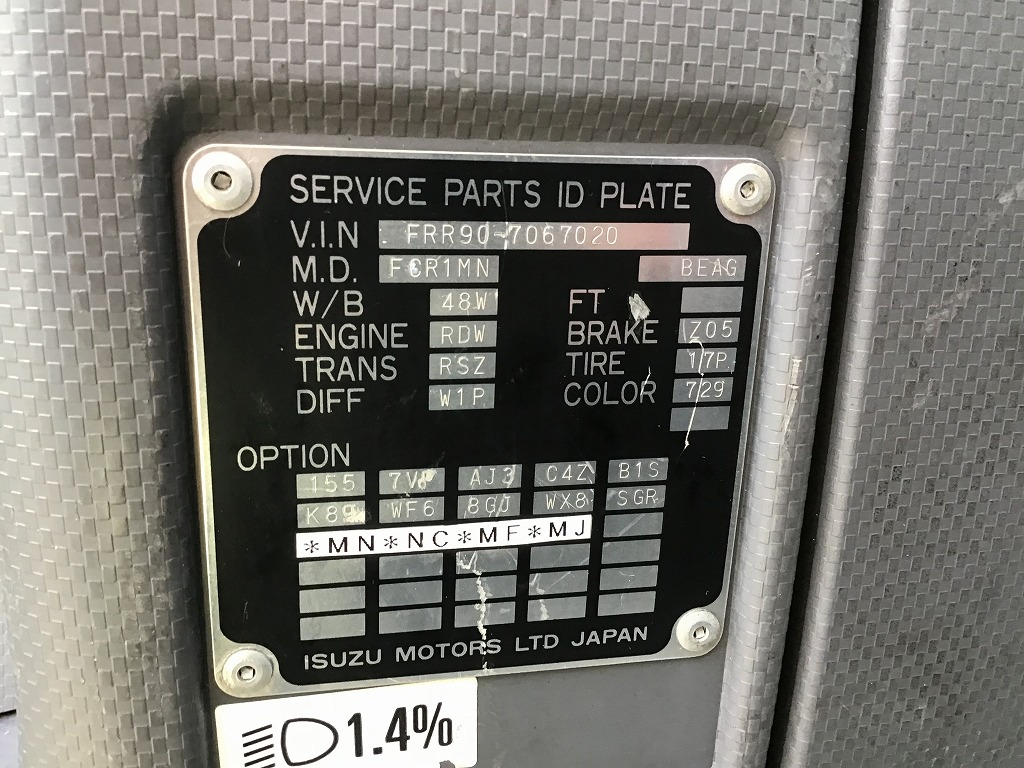 SERVICE PARTS ID PLATE
V.I.N . FRR90-7067020
M.D. FCR1MN BEAG
W/B 48W FT
ENGINE RDW BRAKE Z05
TRANS RSZ TIRE 17P
DIFF W1P COLOR 729
OPTION
155 7V8 AJ3 C4Z B1S
K89 WF6 8GJ WX8 SGR
*MN*NC*MF*MJ
ISUZU MOTORS LTD JAPAN
1.4%